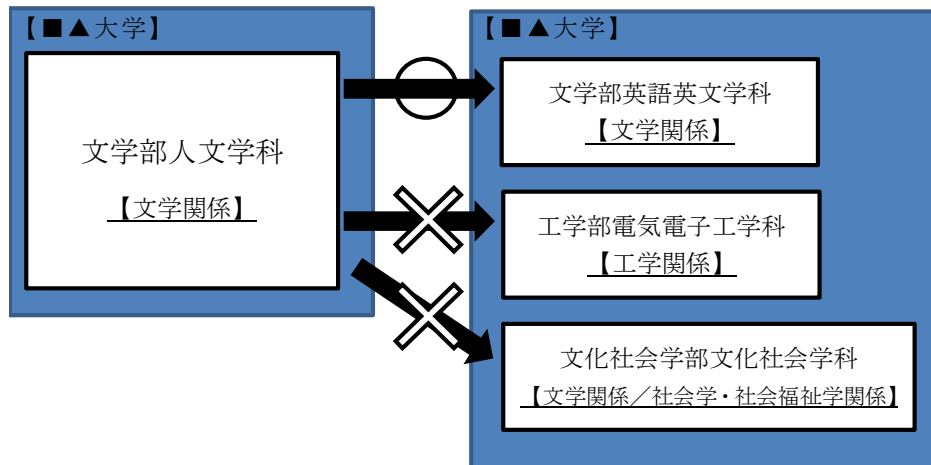 【■▲大学】
文学部人文学科
【文学関係】
【■▲大学】
文学部英語英文学科
【文学関係】
工学部電気電子工学科
【工学関係】
文化社会学部文化社会学科
【文学関係／社会学・社会福祉学関係】